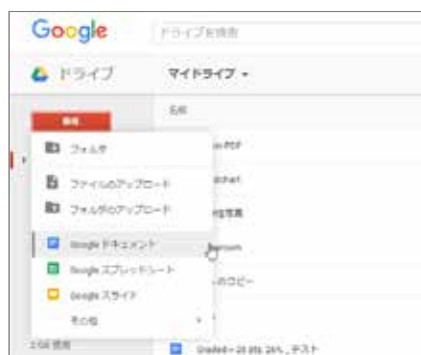 Google
ドライブを検索
ドライブ
マイドライブ
名前
フォルダ
ファイルのアップロード
フォルダのアップロード
Google ドキュメント
Google スプレッドシート
Google スライド
その他
のコピー
テスト